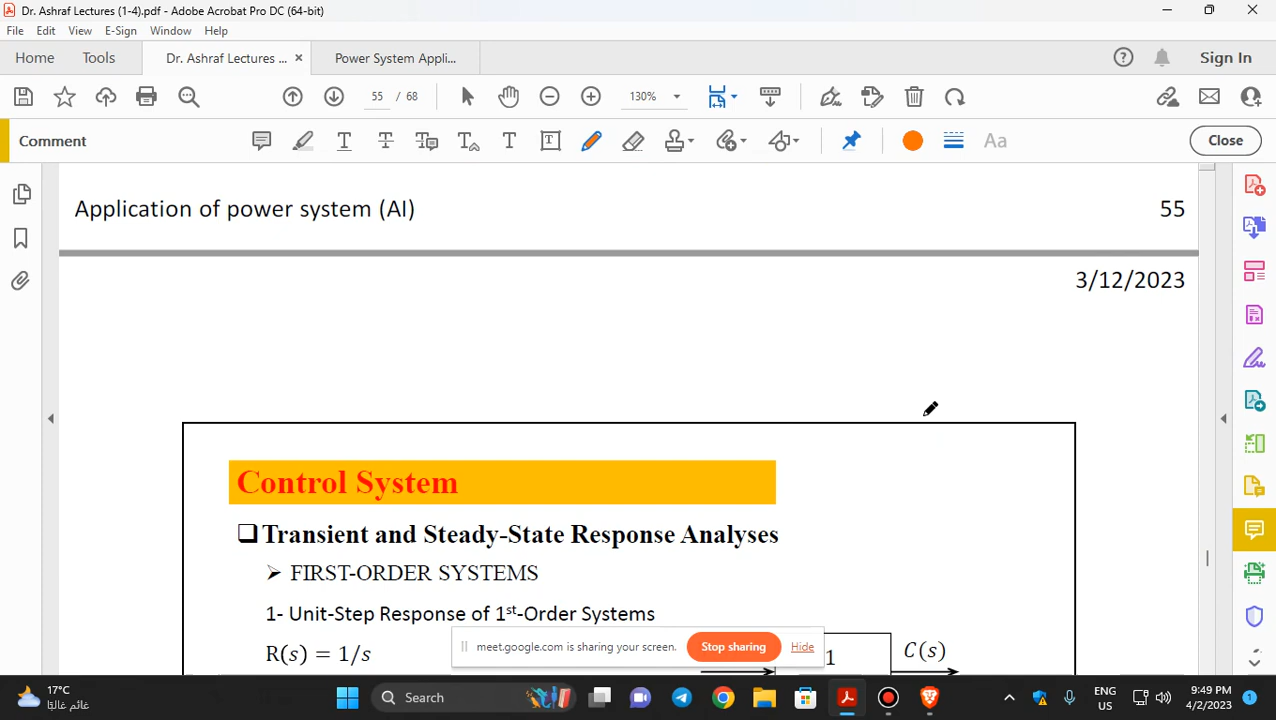 Dr. Ashraf Lectures (1-4).pdf - Adobe Acrobat Pro DC (64-bit)
File Edit View E-Sign Window Help
Home Tools Dr. Ashraf Lectures ... × Power System Appli... Sign In
55 / 68 130%
Comment Aa Close
Application of power system (AI) 55
3/12/2023
Control System
Transient and Steady-State Response Analyses
FIRST-ORDER SYSTEMS
1- Unit-Step Response of 1st-Order Systems
R(s) = 1/s 1 C(s)
meet.google.com is sharing your screen. Stop sharing Hide
17°C
غائم غالبًا
Search
ENG
US
9:49 PM
4/2/2023
1